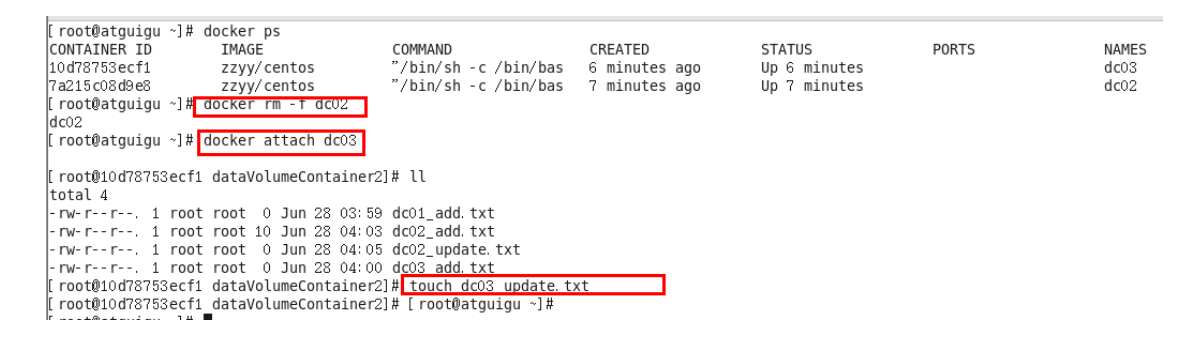 [root@atguigu ~]# docker ps
CONTAINER ID IMAGE COMMAND CREATED STATUS PORTS NAMES
10d78753ecf1 zzyy/centos "/bin/sh -c /bin/bas 6 minutes ago Up 6 minutes dc03
7a215c08d9e8 zzyy/centos "/bin/sh -c /bin/bas 7 minutes ago Up 7 minutes dc02
[root@atguigu ~]# docker rm -f dc02
dc02
[root@atguigu ~]# docker attach dc03
[root@10d78753ecf1 dataVolumeContainer2]# ll
total 4
-rw-r--r--. 1 root root 0 Jun 28 03:59 dc01_add.txt
-rw-r--r--. 1 root root 10 Jun 28 04:03 dc02_add.txt
-rw-r--r--. 1 root root 0 Jun 28 04:05 dc02_update.txt
-rw-r--r--. 1 root root 0 Jun 28 04:00 dc03_add.txt
[root@10d78753ecf1 dataVolumeContainer2]# touch dc03_update.txt
[root@10d78753ecf1 dataVolumeContainer2]# [root@atguigu ~]#